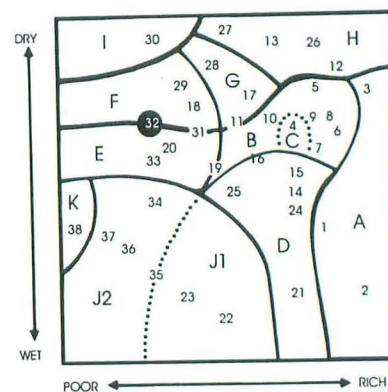 DRY
I 30 27 13 26 H
28 12
F 29 G 5 3
18 17
32 31 11 10 4 9 8
B C 6
E 20 7
33 19 16
15
K 34 25 14
38 37 24 1 A
36
35 J1 D
J2 23 21 2
22
WET
POOR RICH